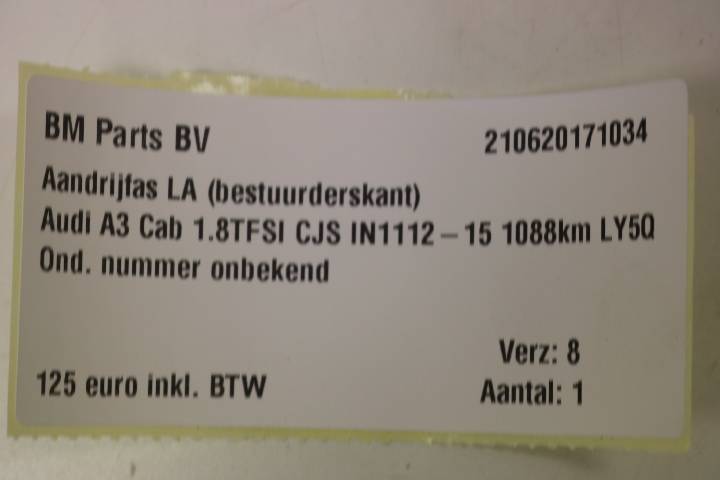 BM Parts BV 210620171034
Aandrijfas LA (bestuurderskant)
Audi A3 Cab 1.8TFSI CJS IN1112-15 1088km LY5Q
Ond. nummer onbekend
Verz: 8
125 euro inkl. BTW Aantal: 1